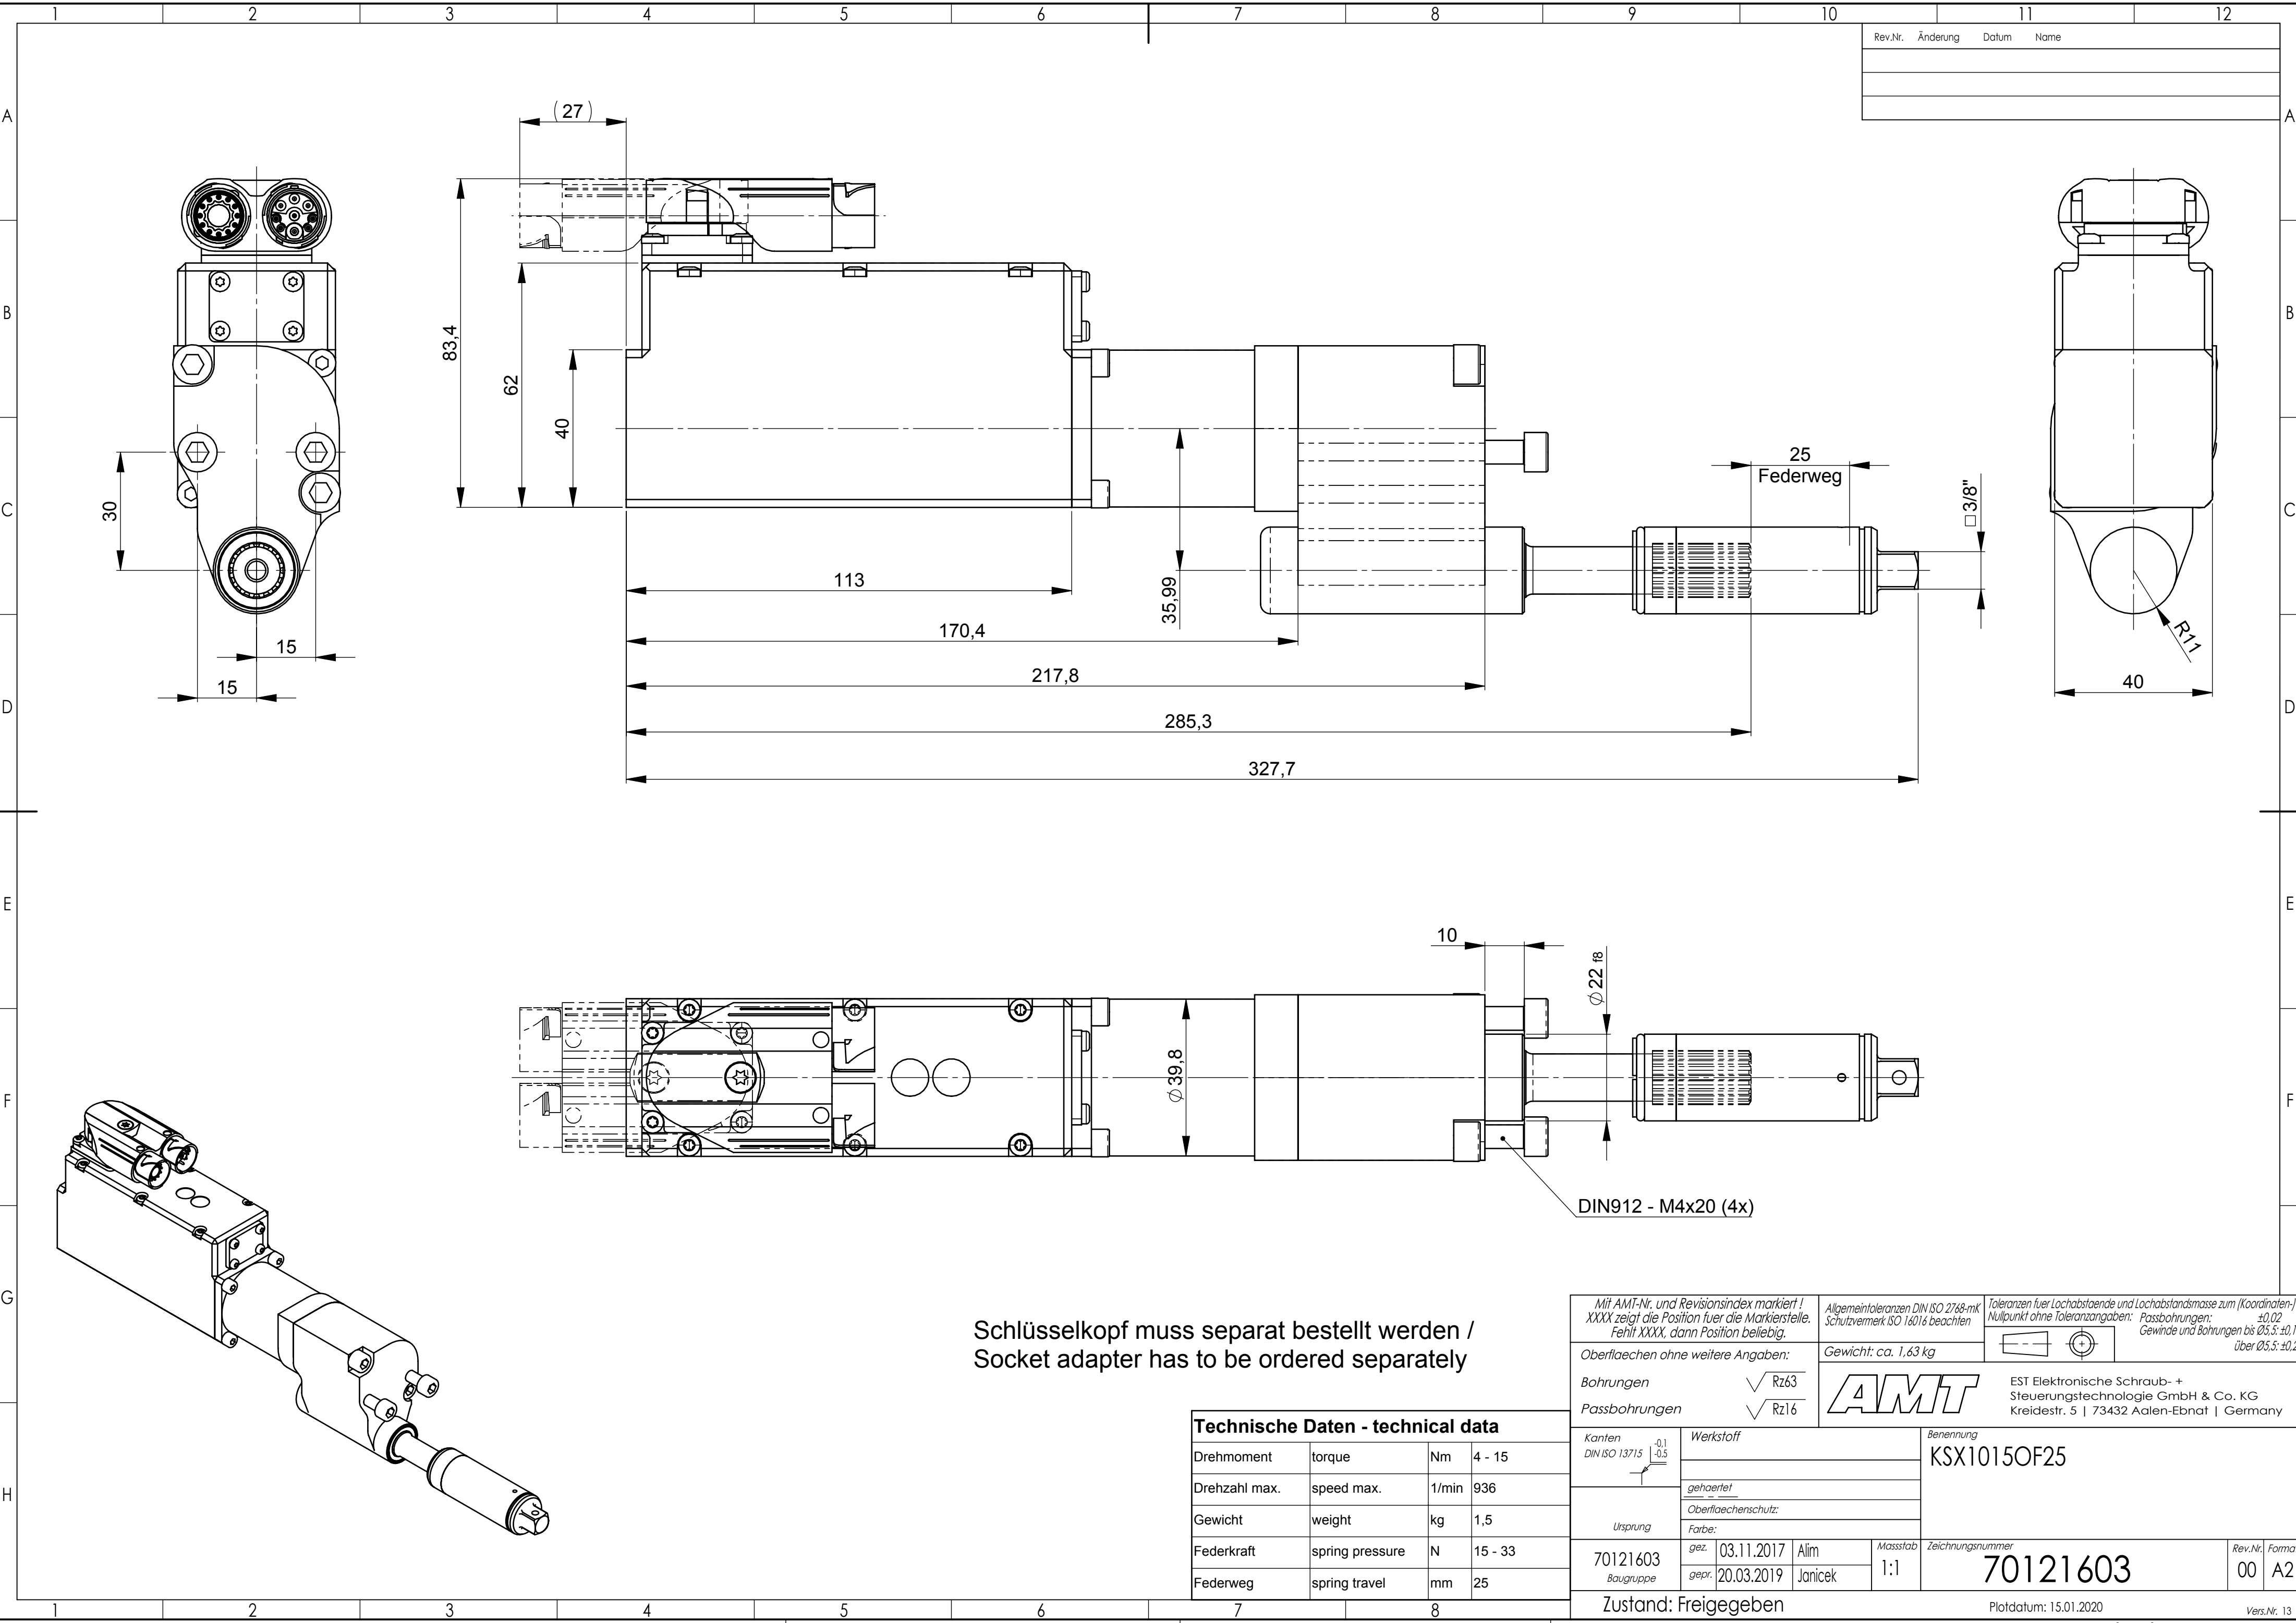 1 2 3 4 5 6 7 8 9 10 11 12
Rev.Nr. Änderung Datum Name
A A
B B
C C
D D
E E
F F
G
H
(27)
83,4
62
40
30
15
15
113
170,4
217,8
285,3
327,7
35,99
25
Federweg
□3/8"
R11
40
10
Ø22 f8
Ø39,8
DIN912 - M4x20 (4x)
Schlüsselkopf muss separat bestellt werden /
Socket adapter has to be ordered separately
Technische Daten - technical data
Drehmoment torque Nm 4 - 15
Drehzahl max. speed max. 1/min 936
Gewicht weight kg 1,5
Federkraft spring pressure N 15 - 33
Federweg spring travel mm 25
Mit AMT-Nr. und Revisionsindex markiert !
XXXX zeigt die Position fuer die Markierstelle.
Fehlt XXXX, dann Position beliebig.
Allgemeintoleranzen DIN ISO 2768-mK
Schutzvermerk ISO 16016 beachten
Toleranzen fuer Lochabstaende und Lochabstandsmasse zum (Koordinaten-)
Nullpunkt ohne Toleranzangaben: Passbohrungen: ±0,02
Gewinde und Bohrungen bis Ø5,5: ±0,1
über Ø5,5: ±0,2
Oberflaechen ohne weitere Angaben:
Gewicht: ca. 1,63 kg
Bohrungen Rz63
Passbohrungen Rz16
AMT
EST Elektronische Schraub- +
Steuerungstechnologie GmbH & Co. KG
Kreidestr. 5 | 73432 Aalen-Ebnat | Germany
Kanten
DIN ISO 13715
-0,1
-0.5
Werkstoff
Benennung
KSX1015OF25
gehaertet
Oberflaechenschutz:
Farbe:
Ursprung
70121603
Baugruppe
gez. 03.11.2017 Alim
gepr. 20.03.2019 Janicek
Massstab
1:1
Zeichnungsnummer
70121603
Rev.Nr.
00
Forma
A2
Zustand: Freigegeben
Plotdatum: 15.01.2020
Vers.Nr. 13
1 2 3 4 5 6 7 8